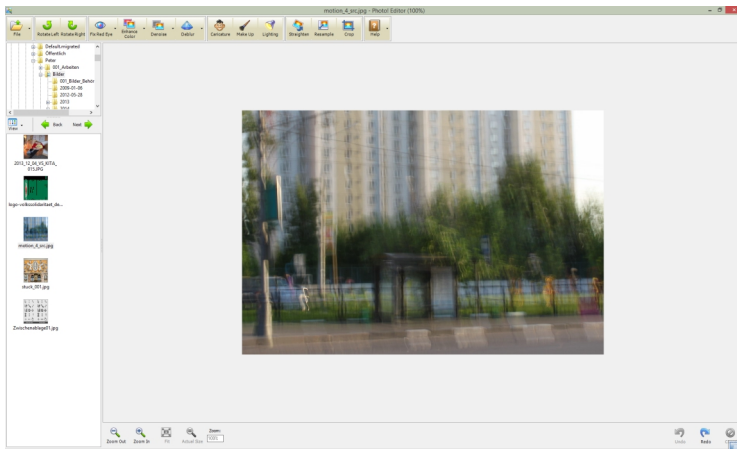 motion_4_src.jpg - Photo! Editor (100%)
File
Rotate Left
Rotate Right
Fix Red Eye
Enhance Color
Denoise
Deblur
Caricature
Make Up
Lighting
Straighten
Resample
Crop
Help
Default.migrated
Öffentlich
Peter
001_Arbeiten
Bilder
001_Bilder_Behör
2009-01-06
2012-05-28
2013
View
Back
Next
2013_12_04_VS_KITA_
015.JPG
logo-volkssolidaritaet_de...
motion_4_src.jpg
stuck_001.jpg
Zwischenablage01.jpg
Zoom Out
Zoom In
Fit
Actual Size
Zoom:
100%
Undo
Redo